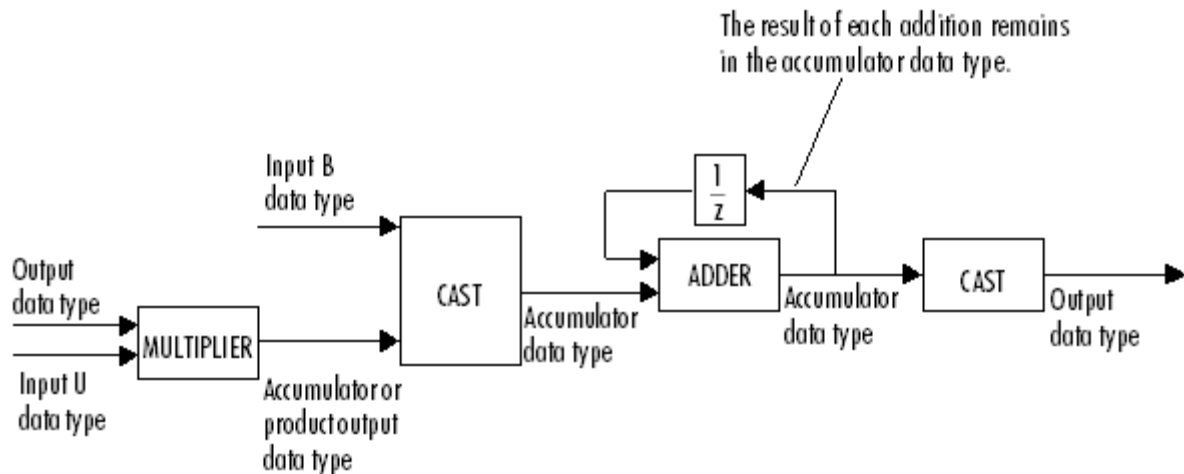 The result of each addition remains
in the accumulator data type.
Input B
data type
1
z
Output
data type
MULTIPLIER
CAST
ADDER
CAST
Accumulator
data type
Accumulator
data type
Output
data type
Input U
data type
Accumulator or
product output
data type